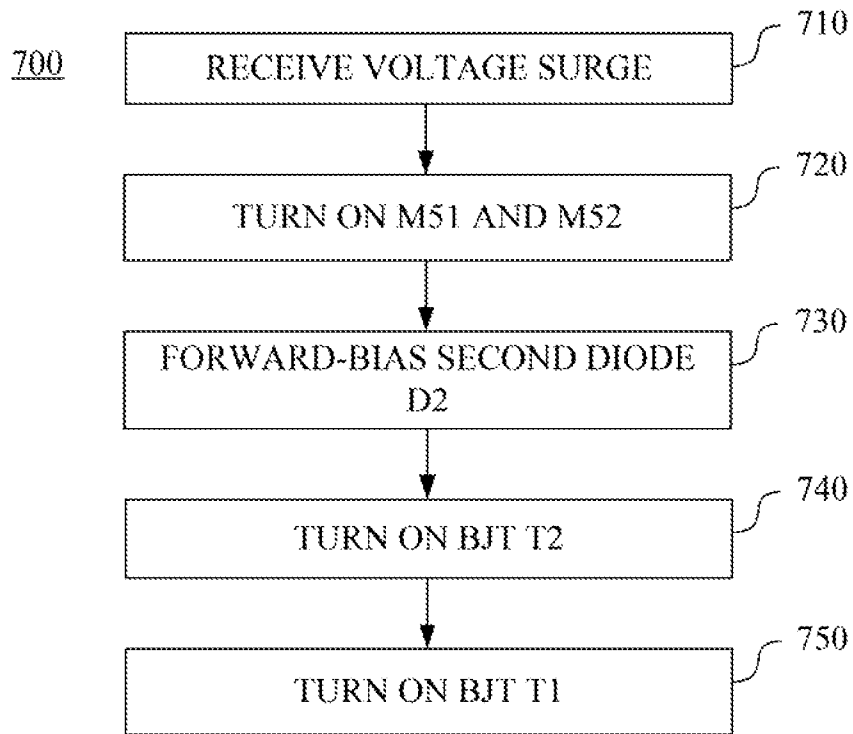 700
710
RECEIVE VOLTAGE SURGE
720
TURN ON M51 AND M52
730
FORWARD-BIAS SECOND DIODE
D2
740
TURN ON BJT T2
750
TURN ON BJT T1